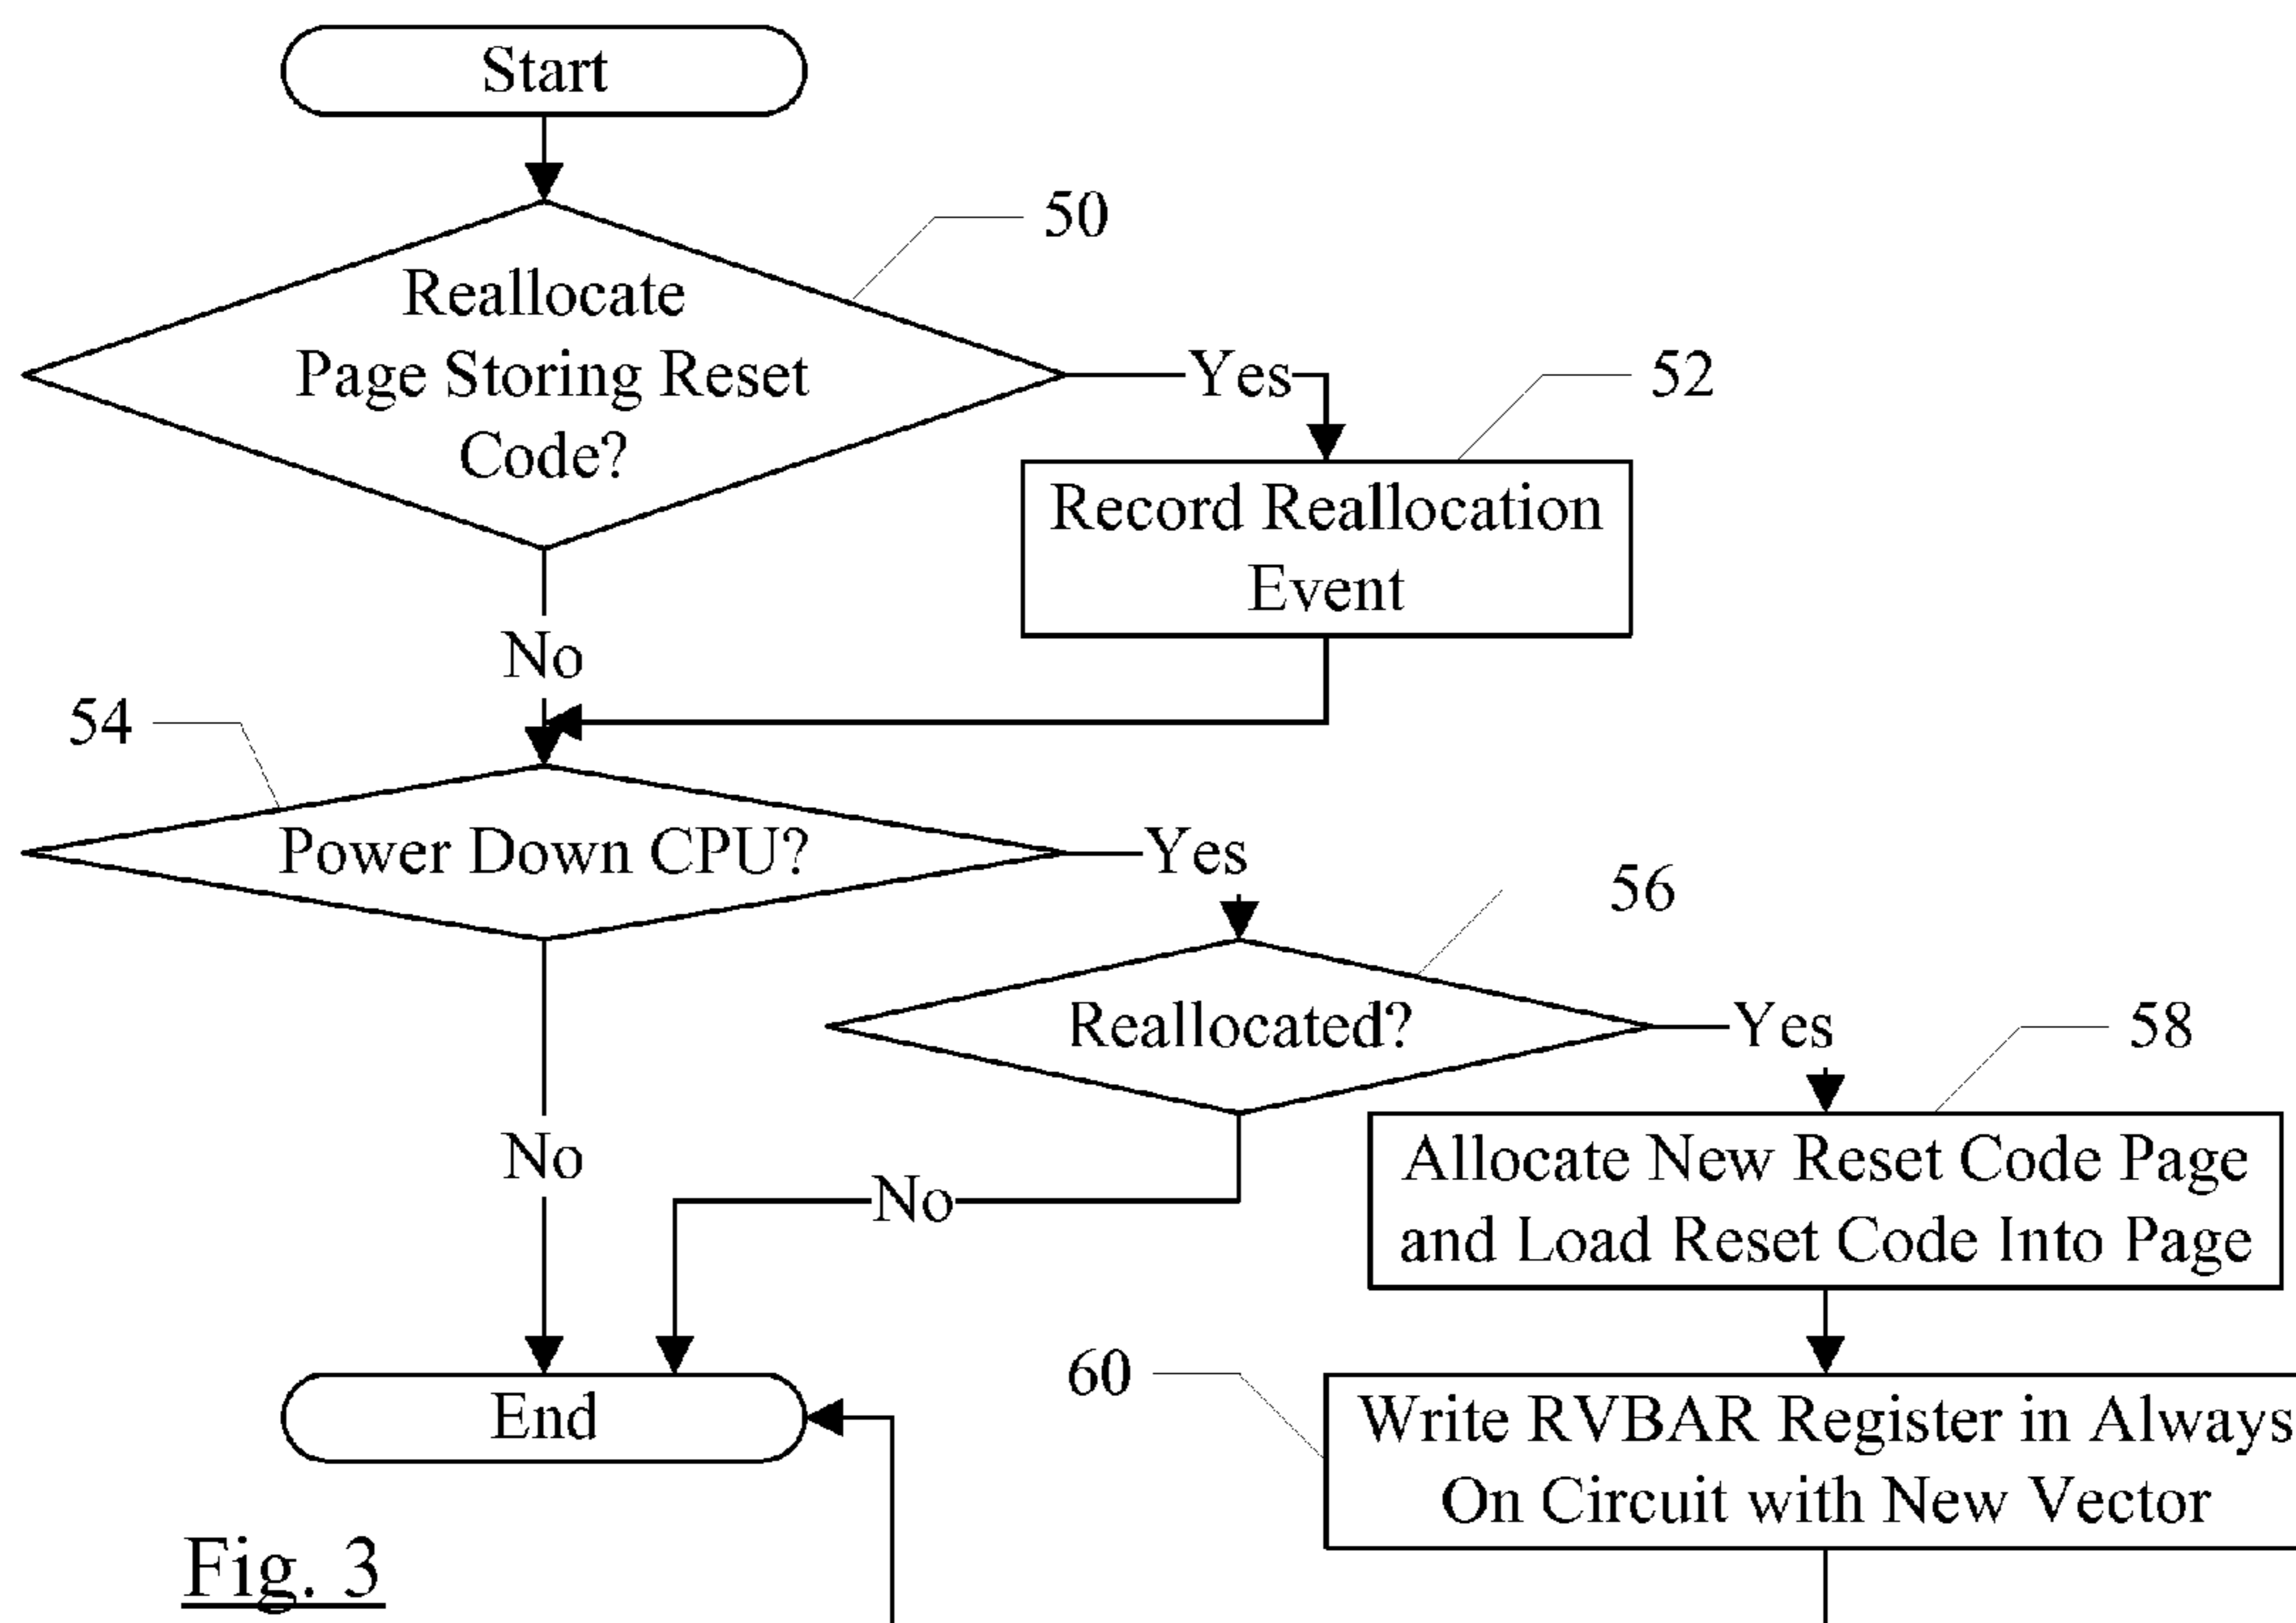 Start
50
Reallocate
Page Storing Reset
Code?
Yes
52
Record Reallocation
Event
No
54
Power Down CPU?
Yes
56
Reallocated?
Yes
58
No
No
Allocate New Reset Code Page
and Load Reset Code Into Page
60
End
Write RVBAR Register in Always
On Circuit with New Vector
Fig. 3